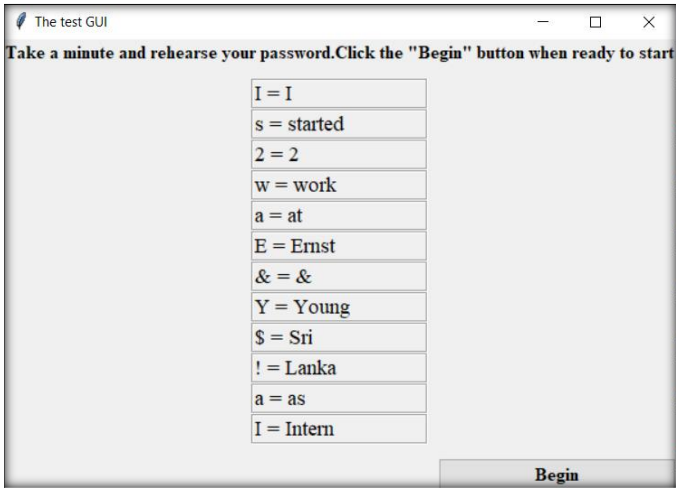 The test GUI
Take a minute and rehearse your password.Click the "Begin" button when ready to start
I = I
s = started
2 = 2
w = work
a = at
E = Ernst
& = &
Y = Young
$ = Sri
! = Lanka
a = as
I = Intern
Begin